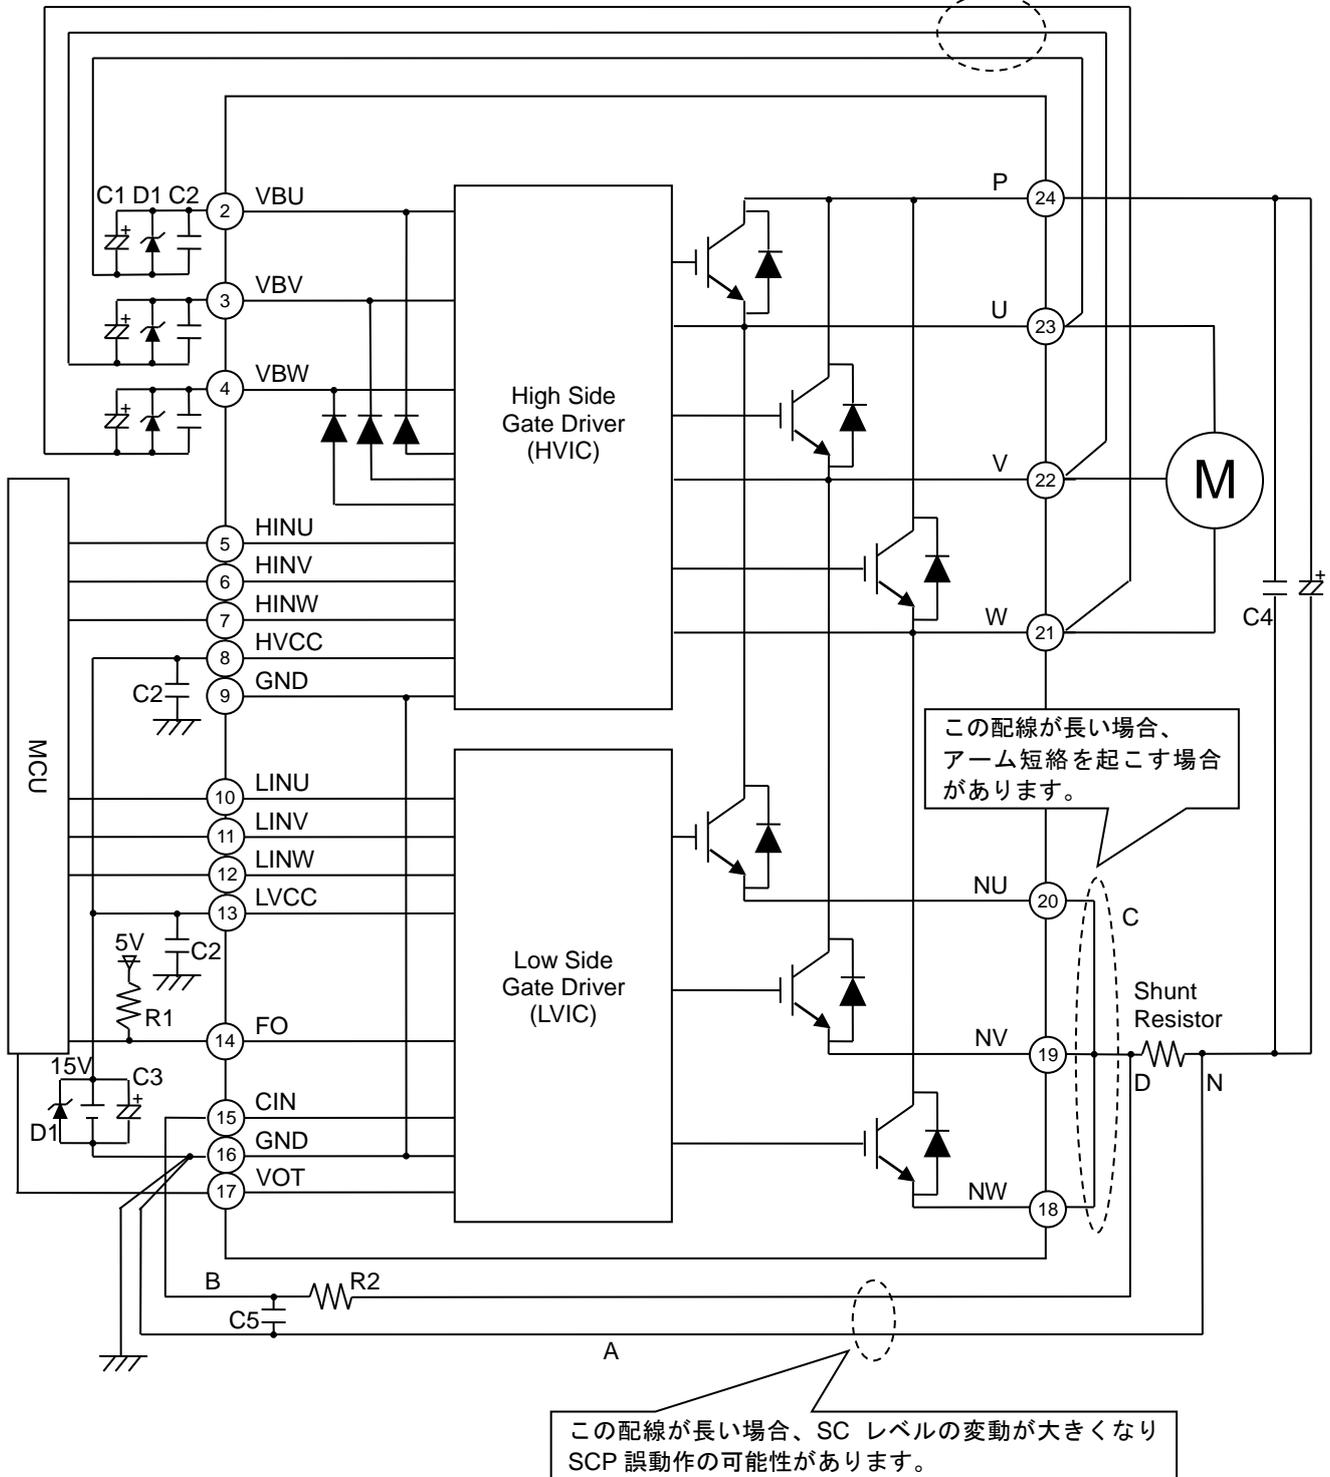 C1 D1 C2
2
VBU
P
24
3
VBV
U
23
4
VBW
High Side
Gate Driver
(HVIC)
V
22
M
5
HINU
6
HINV
7
HINW
W
21
C4
8
HVCC
C2
9
GND
この配線が長い場合、
アーム短絡を起こす場合
があります。
MCU
10
LINU
11
LINV
12
LINW
13
LVCC
NU
20
C
5V
C2
R1
Low Side
Gate Driver
(LVIC)
Shunt
Resistor
14
FO
NV
19
15V
C3
D
N
D1
15
CIN
16
GND
17
VOT
NW
18
B
R2
C5
A
この配線が長い場合、SC レベルの変動が大きくなり
SCP 誤動作の可能性があります。